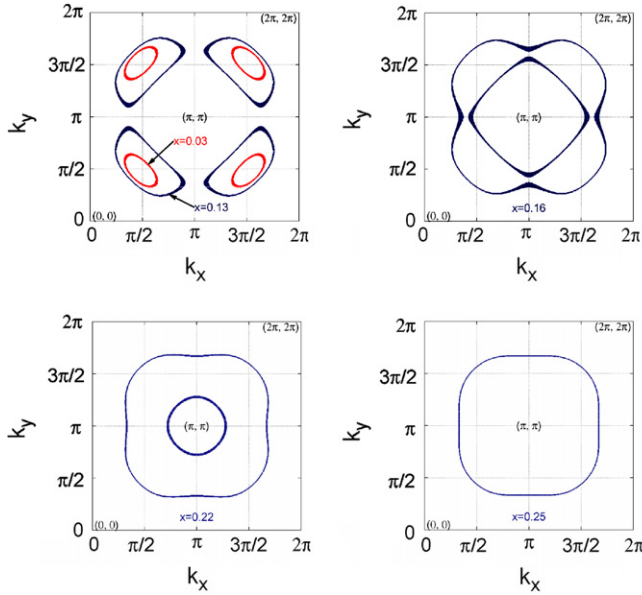 2π
(2π, 2π)
3π/2
k_y
π
(π, π)
x=0.03
π/2
x=0.13
0
(0, 0)
0 π/2 π 3π/2 2π
k_x
2π
(2π, 2π)
3π/2
k_y
π
(π, π)
π/2
x=0.16
0
(0, 0)
0 π/2 π 3π/2 2π
k_x
2π
(2π, 2π)
3π/2
k_y
π
(π, π)
π/2
x=0.22
0
(0, 0)
0 π/2 π 3π/2 2π
k_x
2π
(2π, 2π)
3π/2
k_y
π
(π, π)
π/2
x=0.25
0
(0, 0)
0 π/2 π 3π/2 2π
k_x